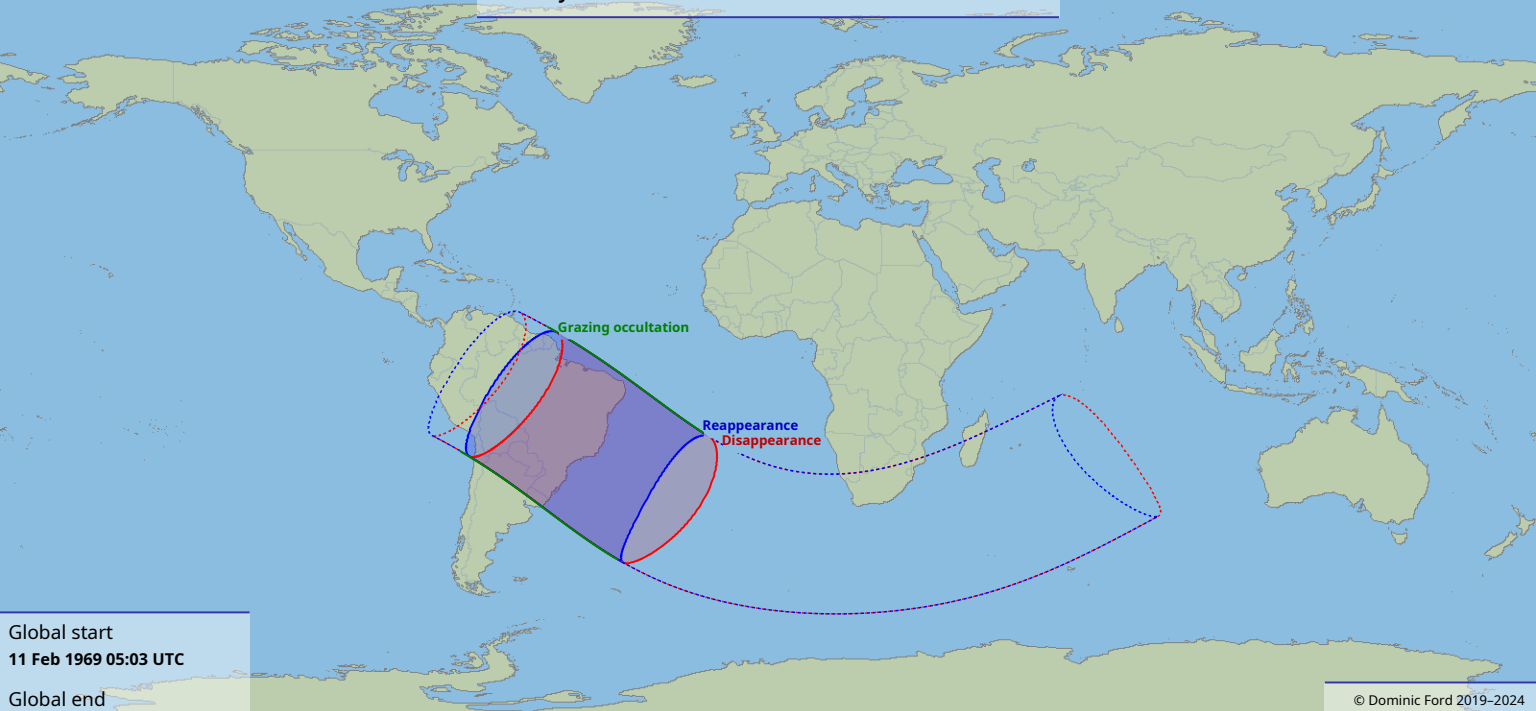 Grazing occultation
Reappearance
Disappearance
Global start
11 Feb 1969 05:03 UTC
Global end
© Dominic Ford 2019–2024